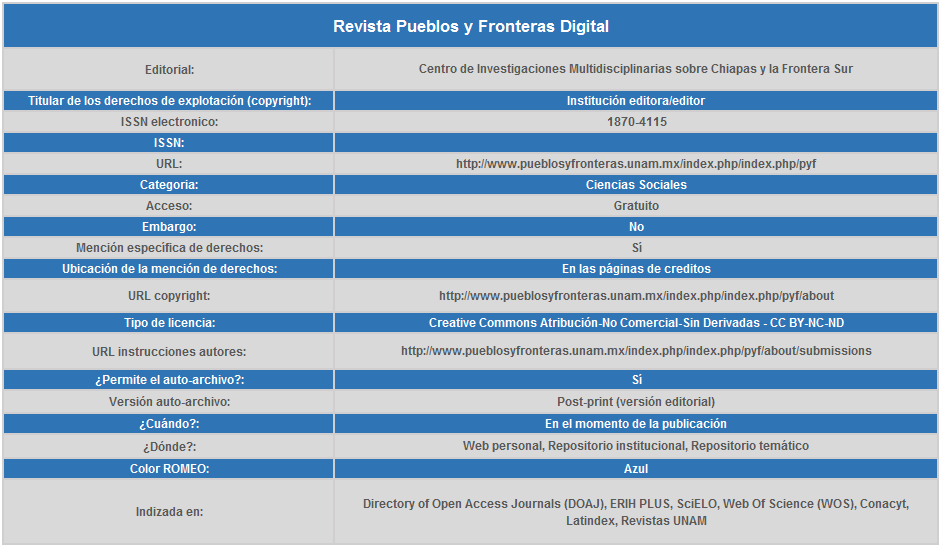 Revista Pueblos y Fronteras Digital
Editorial: Centro de Investigaciones Multidisciplinarias sobre Chiapas y la Frontera Sur
Titular de los derechos de explotación (copyright): Institución editora/editor
ISSN electronico: 1870-4115
ISSN:
URL: http://www.pueblosyfronteras.unam.mx/index.php/index.php/pyf
Categoria: Ciencias Sociales
Acceso: Gratuito
Embargo: No
Mención especifica de derechos: Sì
Ubicación de la mención de derechos: En las páginas de creditos
URL copyright: http://www.pueblosyfronteras.unam.mx/index.php/index.php/pyf/about
Tipo de licencia: Creative Commons Atribución-No Comercial-Sin Derivadas - CC BY-NC-ND
URL instrucciones autores: http://www.pueblosyfronteras.unam.mx/index.php/index.php/pyf/about/submissions
¿Permite el auto-archivo?: Sì
Versión auto-archivo: Post-print (versión editorial)
¿Cuándo?: En el momento de la publicación
¿Dónde?: Web personal, Repositorio institucional, Repositorio temático
Color ROMEO: Azul
Indizada en: Directory of Open Access Journals (DOAJ), ERIH PLUS, SciELO, Web Of Science (WOS), Conacyt,
Latindex, Revistas UNAM